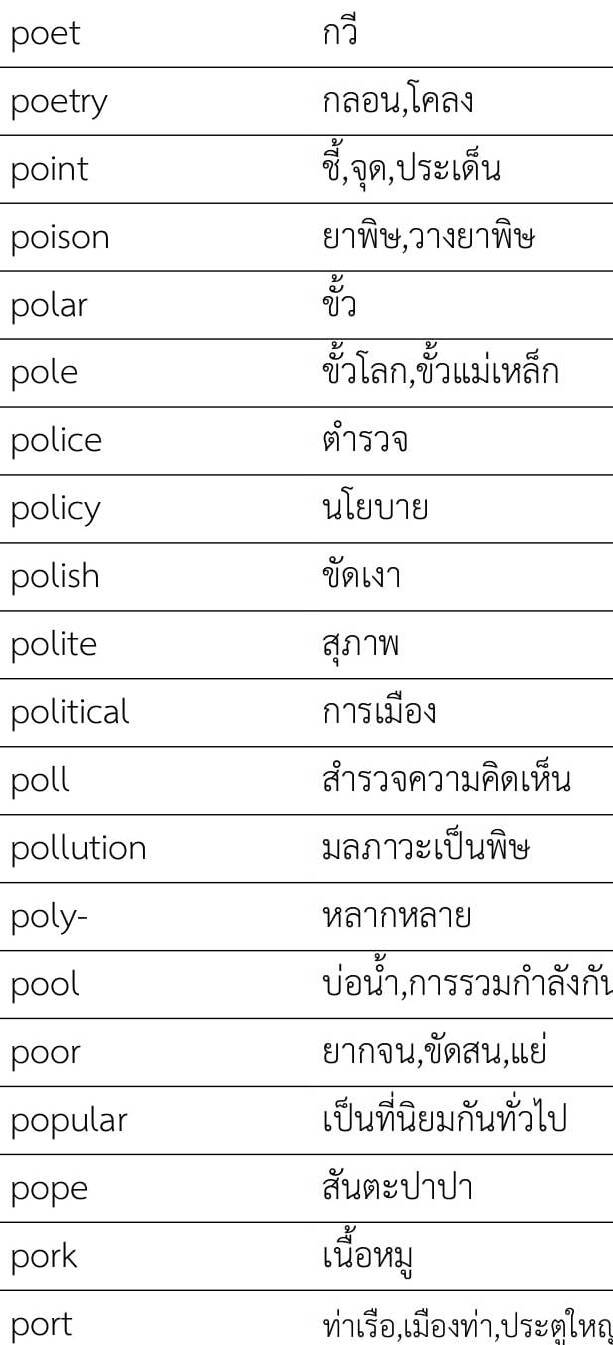 poet กวี
poetry กลอน,โคลง
point ชี้,จุด,ประเด็น
poison ยาพิษ,วางยาพิษ
polar ขั้ว
pole ขั้วโลก,ขั้วแม่เหล็ก
police ตำรวจ
policy นโยบาย
polish ขัดเงา
polite สุภาพ
political การเมือง
poll สำรวจความคิดเห็น
pollution มลภาวะเป็นพิษ
poly- หลากหลาย
pool บ่อน้ำ,การรวมกำลังกัน
poor ยากจน,ขัดสน,แย่
popular เป็นที่นิยมกันทั่วไป
pope สันตะปาปา
pork เนื้อหมู
port ท่าเรือ,เมืองท่า,ประตูใหญ่